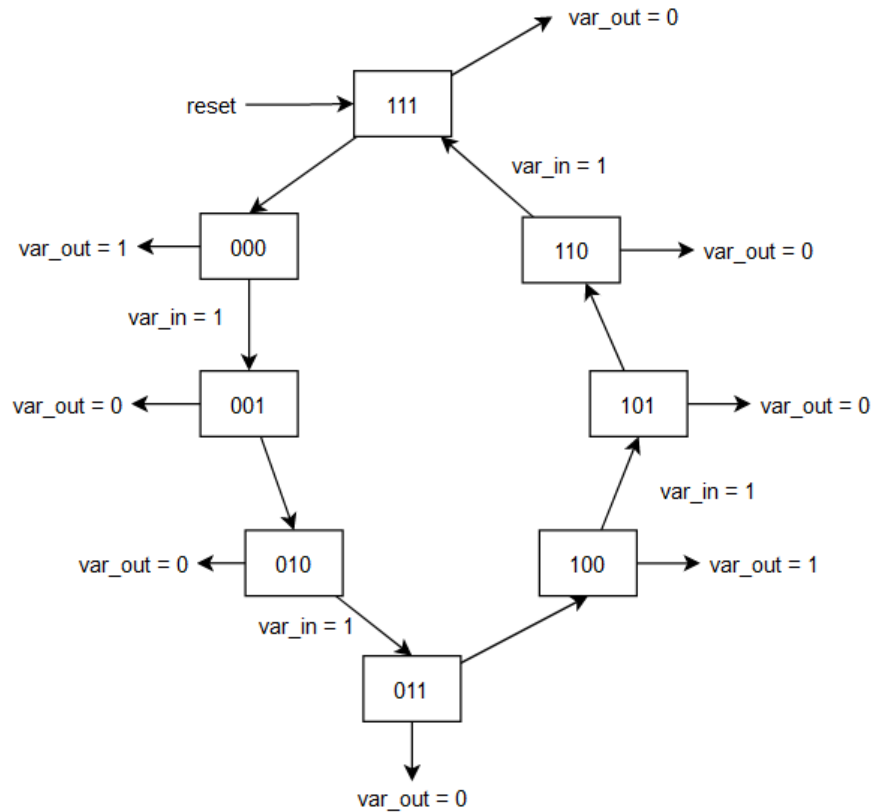 var_out = 0
reset
111
var_in = 1
var_out = 1
000
110
var_out = 0
var_in = 1
var_out = 0
001
101
var_out = 0
var_in = 1
var_out = 0
010
100
var_out = 1
var_in = 1
011
var_out = 0